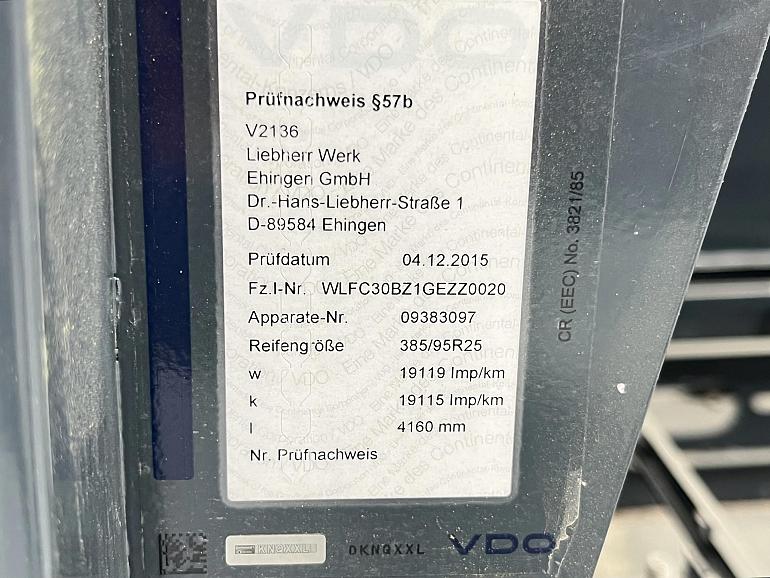 Prüfnachweis §57b
V2136
Liebherr Werk
Ehingen GmbH
Dr.-Hans-Liebherr-Straße 1
D-89584 Ehingen
Prüfdatum 04.12.2015
Fz.I-Nr. WLFC30BZ1GEZZ0020
Apparate-Nr. 09383097
Reifengröße 385/95R25
w 19119 Imp/km
k 19115 Imp/km
l 4160 mm
Nr. Prüfnachweis
CR (EEC) No. 3821/85
KNQXXL
DKNQXXL
VDO